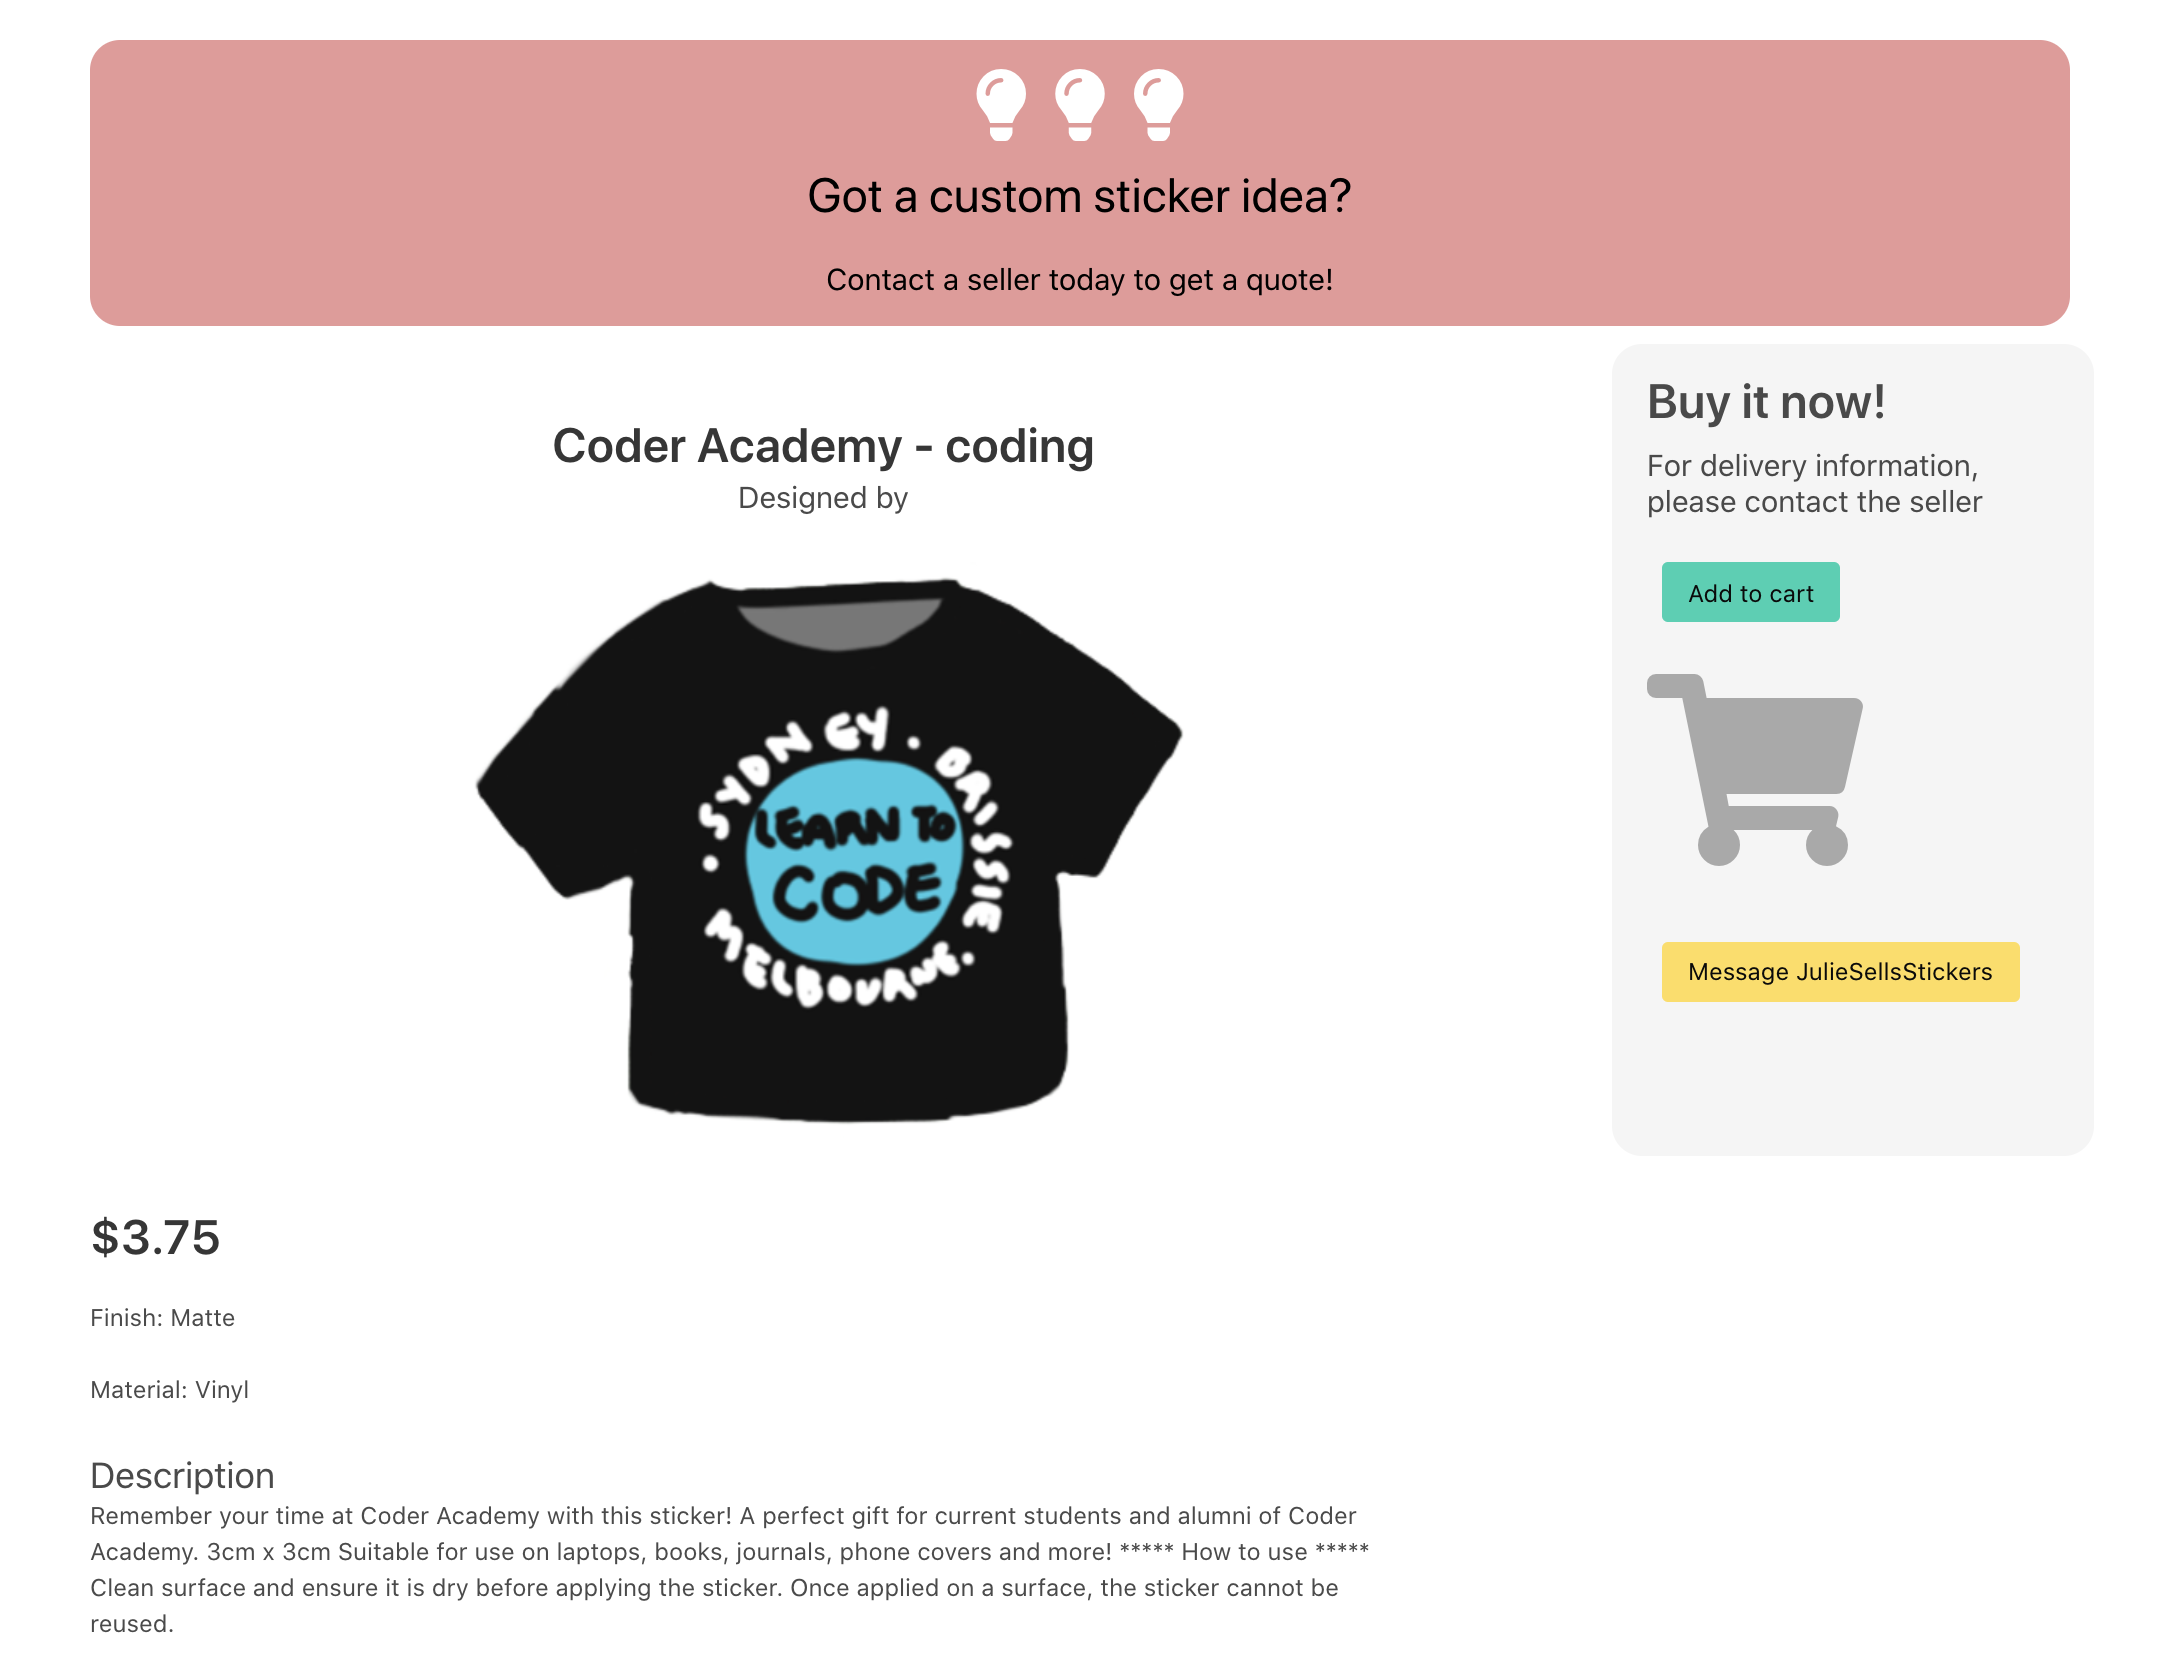 Got a custom sticker idea?
Contact a seller today to get a quote!
Coder Academy - coding
Designed by
. SYDNEY . BRISSIE
LEARN TO
CODE
MELBOURNE.
Buy it now!
For delivery information,
please contact the seller
Add to cart
Message JulieSellsStickers
$3.75
Finish: Matte
Material: Vinyl
Description
Remember your time at Coder Academy with this sticker! A perfect gift for current students and alumni of Coder
Academy. 3cm x 3cm Suitable for use on laptops, books, journals, phone covers and more! ***** How to use *****
Clean surface and ensure it is dry before applying the sticker. Once applied on a surface, the sticker cannot be
reused.